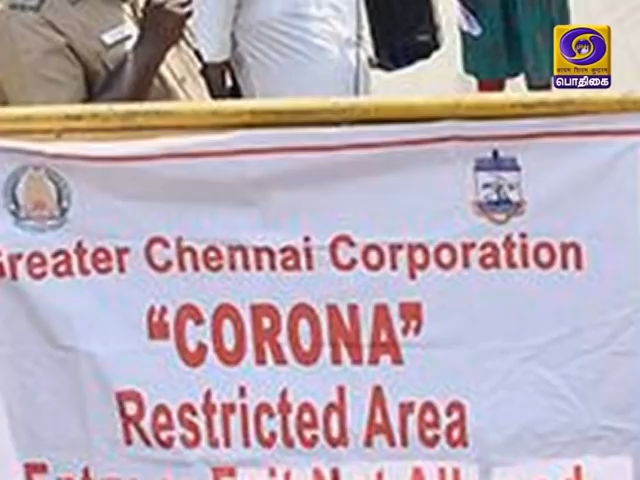 பொதிகை
Greater Chennai Corporation
"CORONA"
Restricted Area